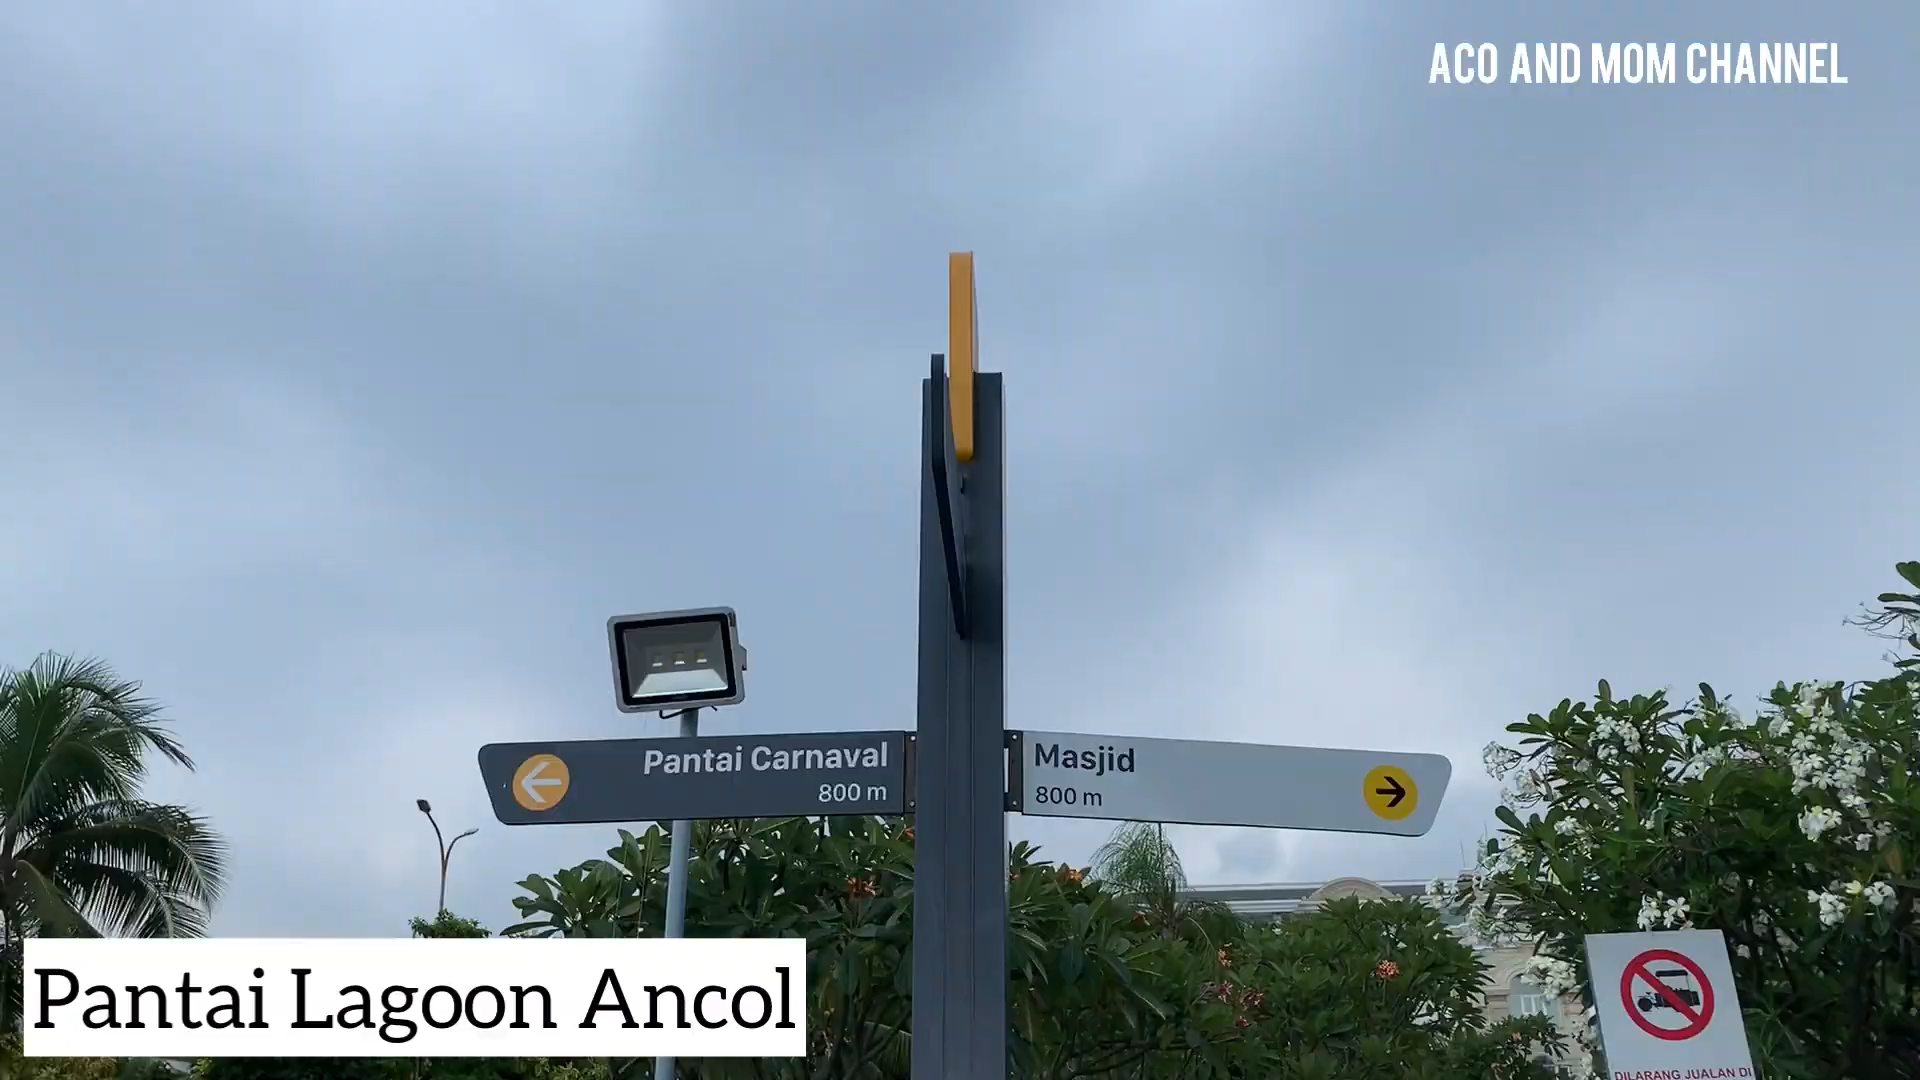 ACO AND MOM CHANNEL
Pantai Carnaval
800 m
Masjid
800 m
Pantai Lagoon Ancol
DILARANG JUALAN DI